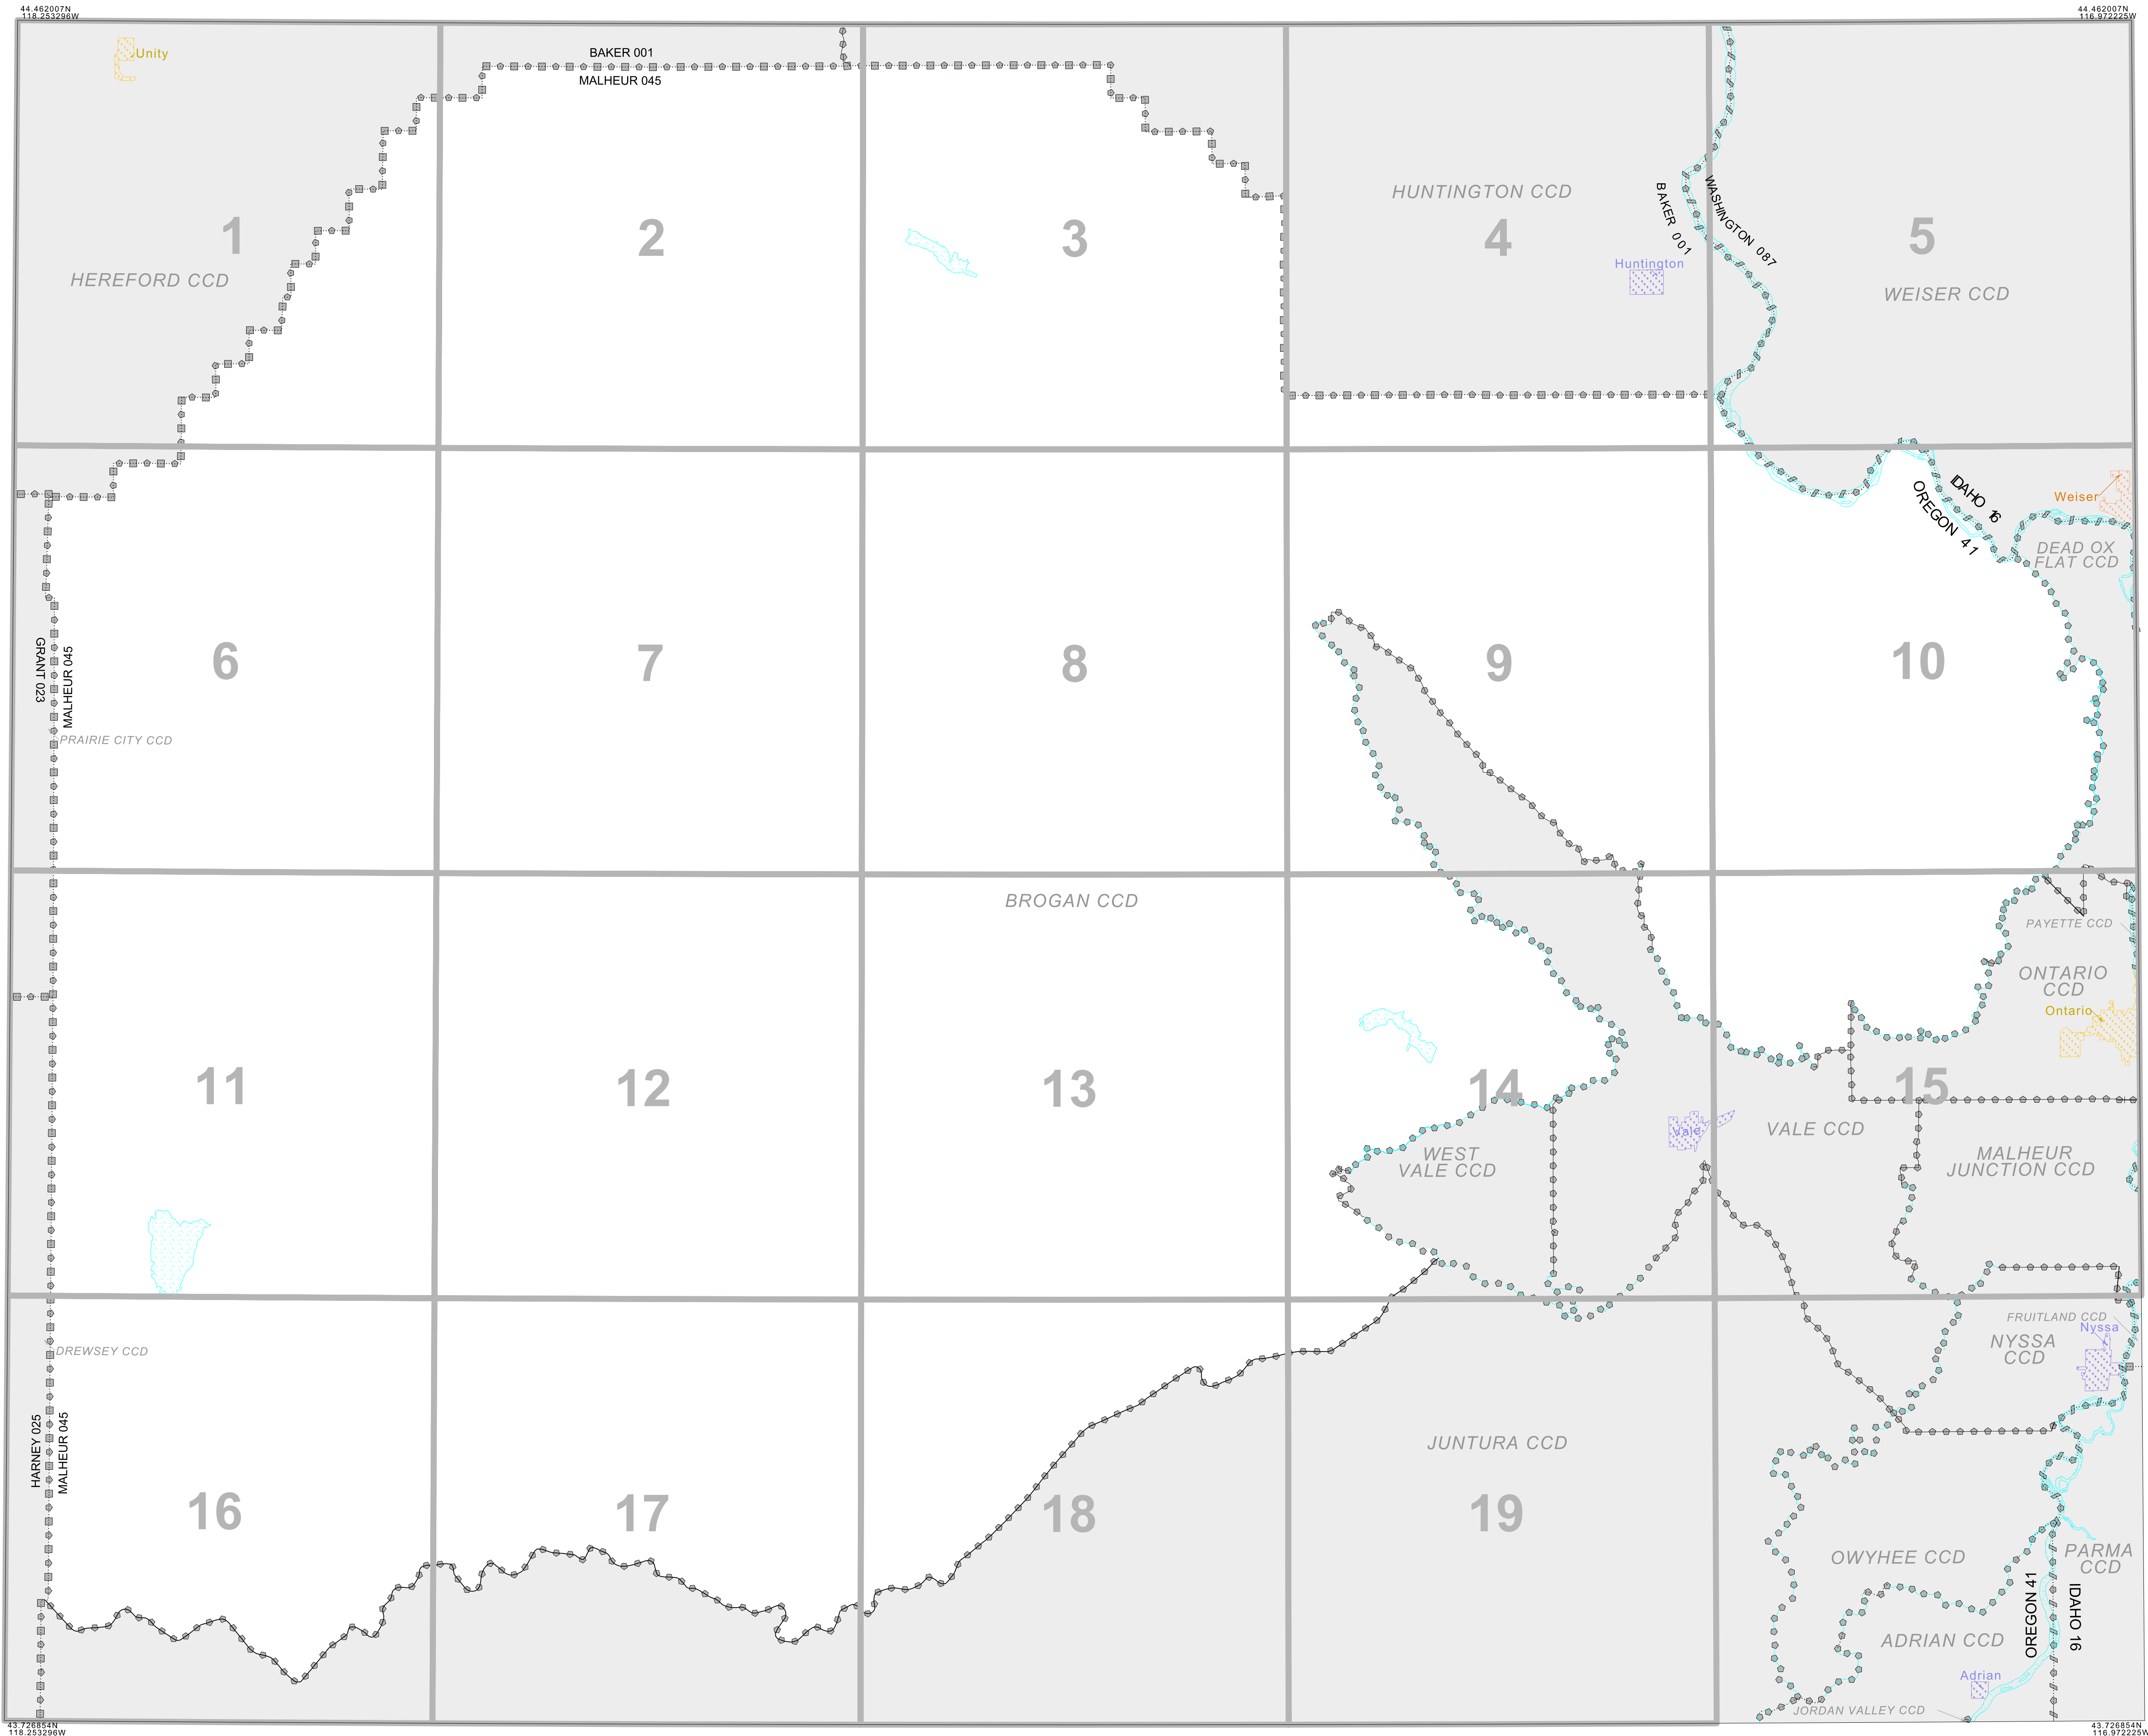 44.462007N
118.253296W
44.462007N
116.972225W
Unity
BAKER 001
MALHEUR 045
HUNTINGTON CCD
BAKER 001
WASHINGTON 087
1
2
3
4
5
Huntington
HEREFORD CCD
WEISER CCD
Weiser
IDAHO 16
OREGON 41
DEAD OX
FLAT CCD
GRANT 023
MALHEUR 045
6
7
8
9
10
PRAIRIE CITY CCD
BROGAN CCD
PAYETTE CCD
ONTARIO
CCD
Ontario
11
12
13
14
15
Vale
VALE CCD
WEST
VALE CCD
MALHEUR
JUNCTION CCD
FRUITLAND CCD
Nyssa
NYSSA
CCD
DREWSEY CCD
HARNEY 025
MALHEUR 045
JUNTURA CCD
16
17
18
19
OWYHEE CCD
PARMA
CCD
OREGON 41
IDAHO 16
ADRIAN CCD
Adrian
JORDAN VALLEY CCD
43.726854N
118.253296W
43.726854N
116.972225W